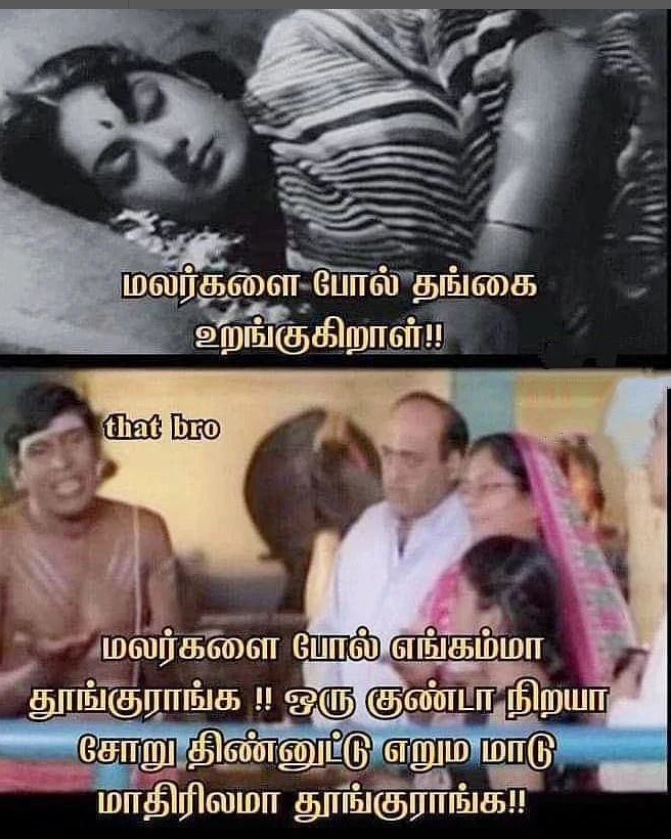 மலர்களை போல் தங்கை
உறங்குகிறாள்!!
that bro
மலர்களை போல் எங்கம்மா
தூங்குராங்க !! ஒரு குண்டா நிறயா
சோறு திண்னுட்டு எறும மாடு
மாதிரிலமா தூங்குராங்க!!